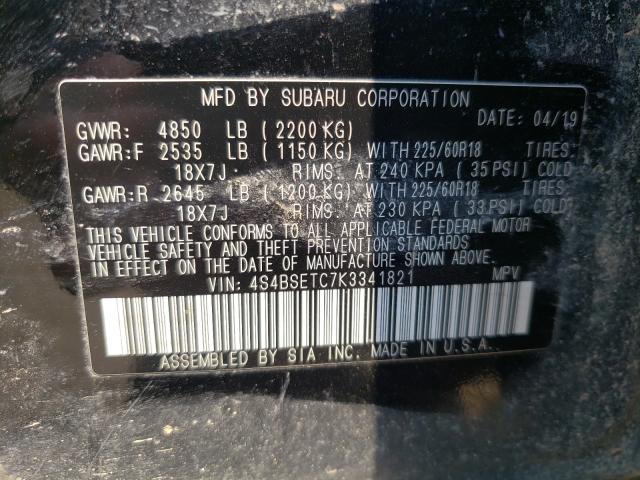 MFD BY SUBARU CORPORATION
DATE: 04/19
GVWR: 4850 LB (2200 KG)
GAWR:F 2535 LB (1150 KG) WITH 225/60R18 TIRES.
18X7J RIMS. AT 240 KPA (35 PSI) COLD
GAWR:R 2645 LB (1200 KG) WITH 225/60R18 TIRES.
18X7J RIMS. AT 230 KPA (33 PSI) COLD
THIS VEHICLE CONFORMS TO ALL APPLICABLE FEDERAL MOTOR
VEHICLE SAFETY AND THEFT PREVENTION STANDARDS
IN EFFECT ON THE DATE OF MANUFACTURE SHOWN ABOVE.
VIN: 4S4BSETC7K3341821 MPV
ASSEMBLED BY SIA INC. MADE IN U.S.A.